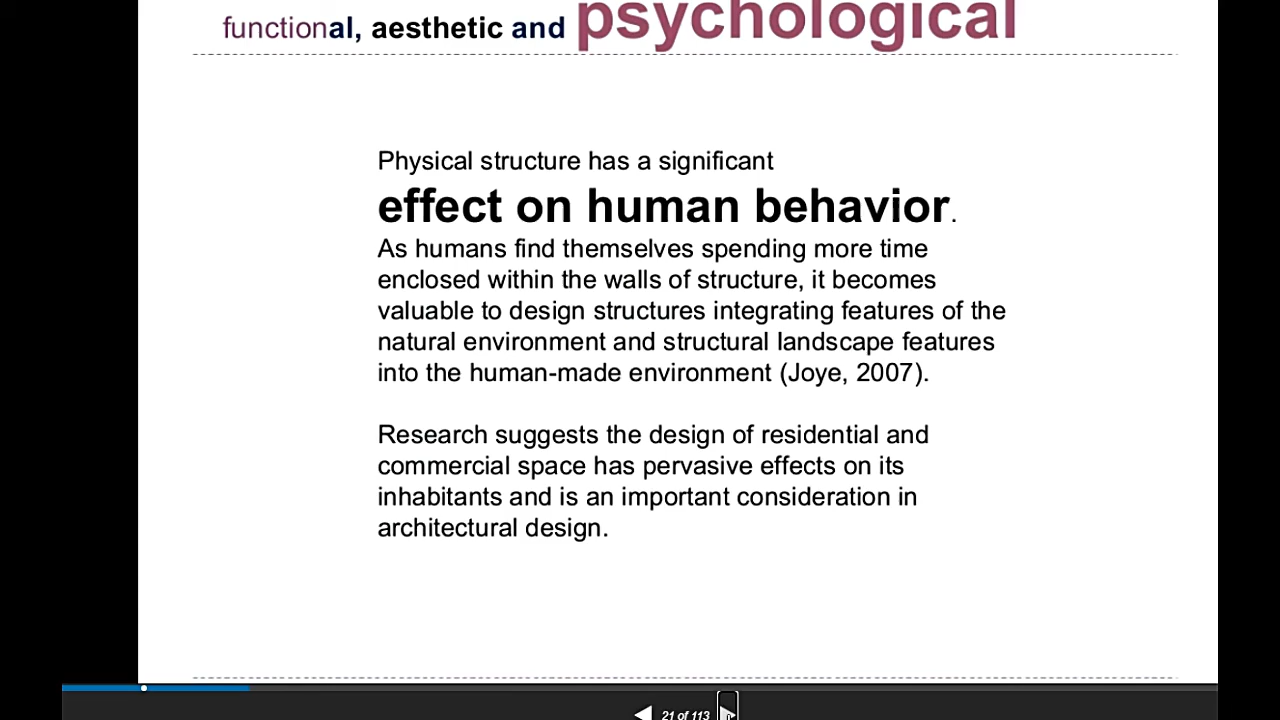 functional, aesthetic and psychological
Physical structure has a significant
effect on human behavior.
As humans find themselves spending more time
enclosed within the walls of structure, it becomes
valuable to design structures integrating features of the
natural environment and structural landscape features
into the human-made environment (Joye, 2007).
Research suggests the design of residential and
commercial space has pervasive effects on its
inhabitants and is an important consideration in
architectural design.
21 of 113